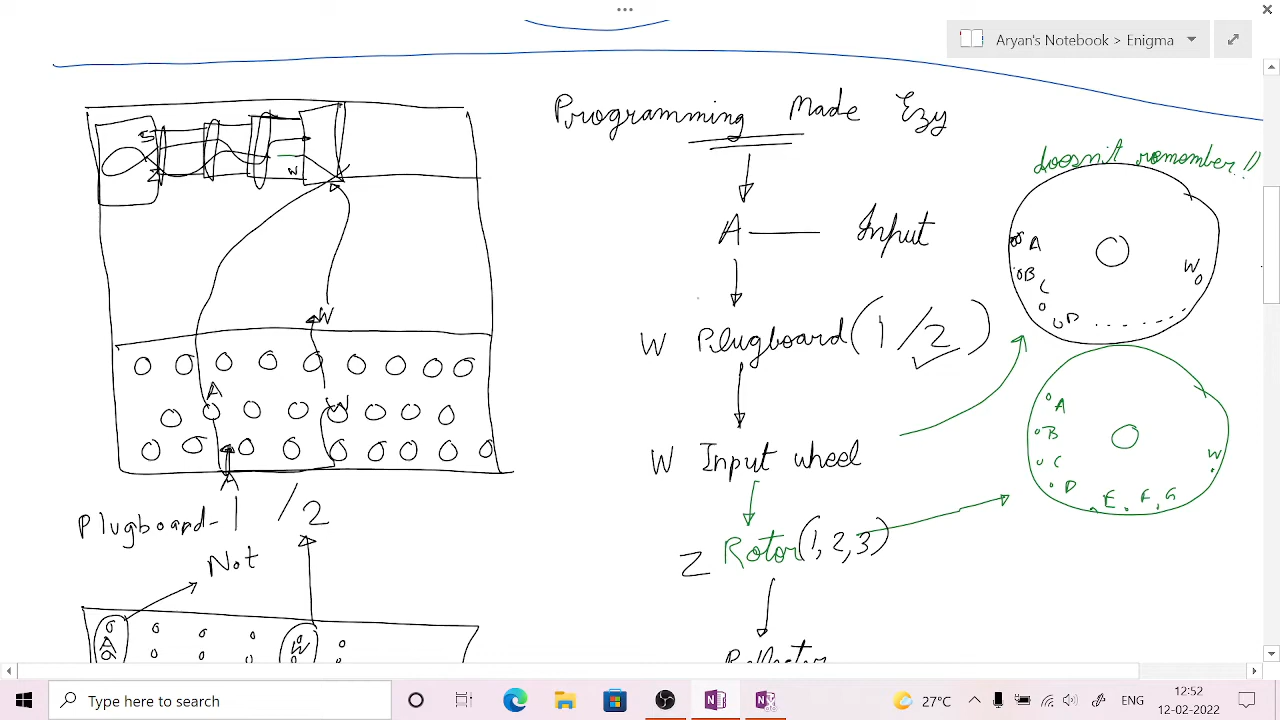 Aryan's Notebook > Enigma
Programming Made Ezy
doesn't remember!!
A Input
W Plugboard (1/2)
W Input wheel
Z Rotor (1, 2, 3)
Reflector
A
B
C
D
W
A
B
C
D
E
F
G
W
S
Z
W
W
A
W
A
Plugboard - 1 / 2
Not
A
W
Type here to search
27°C
ENG
12:52
12-02-2022